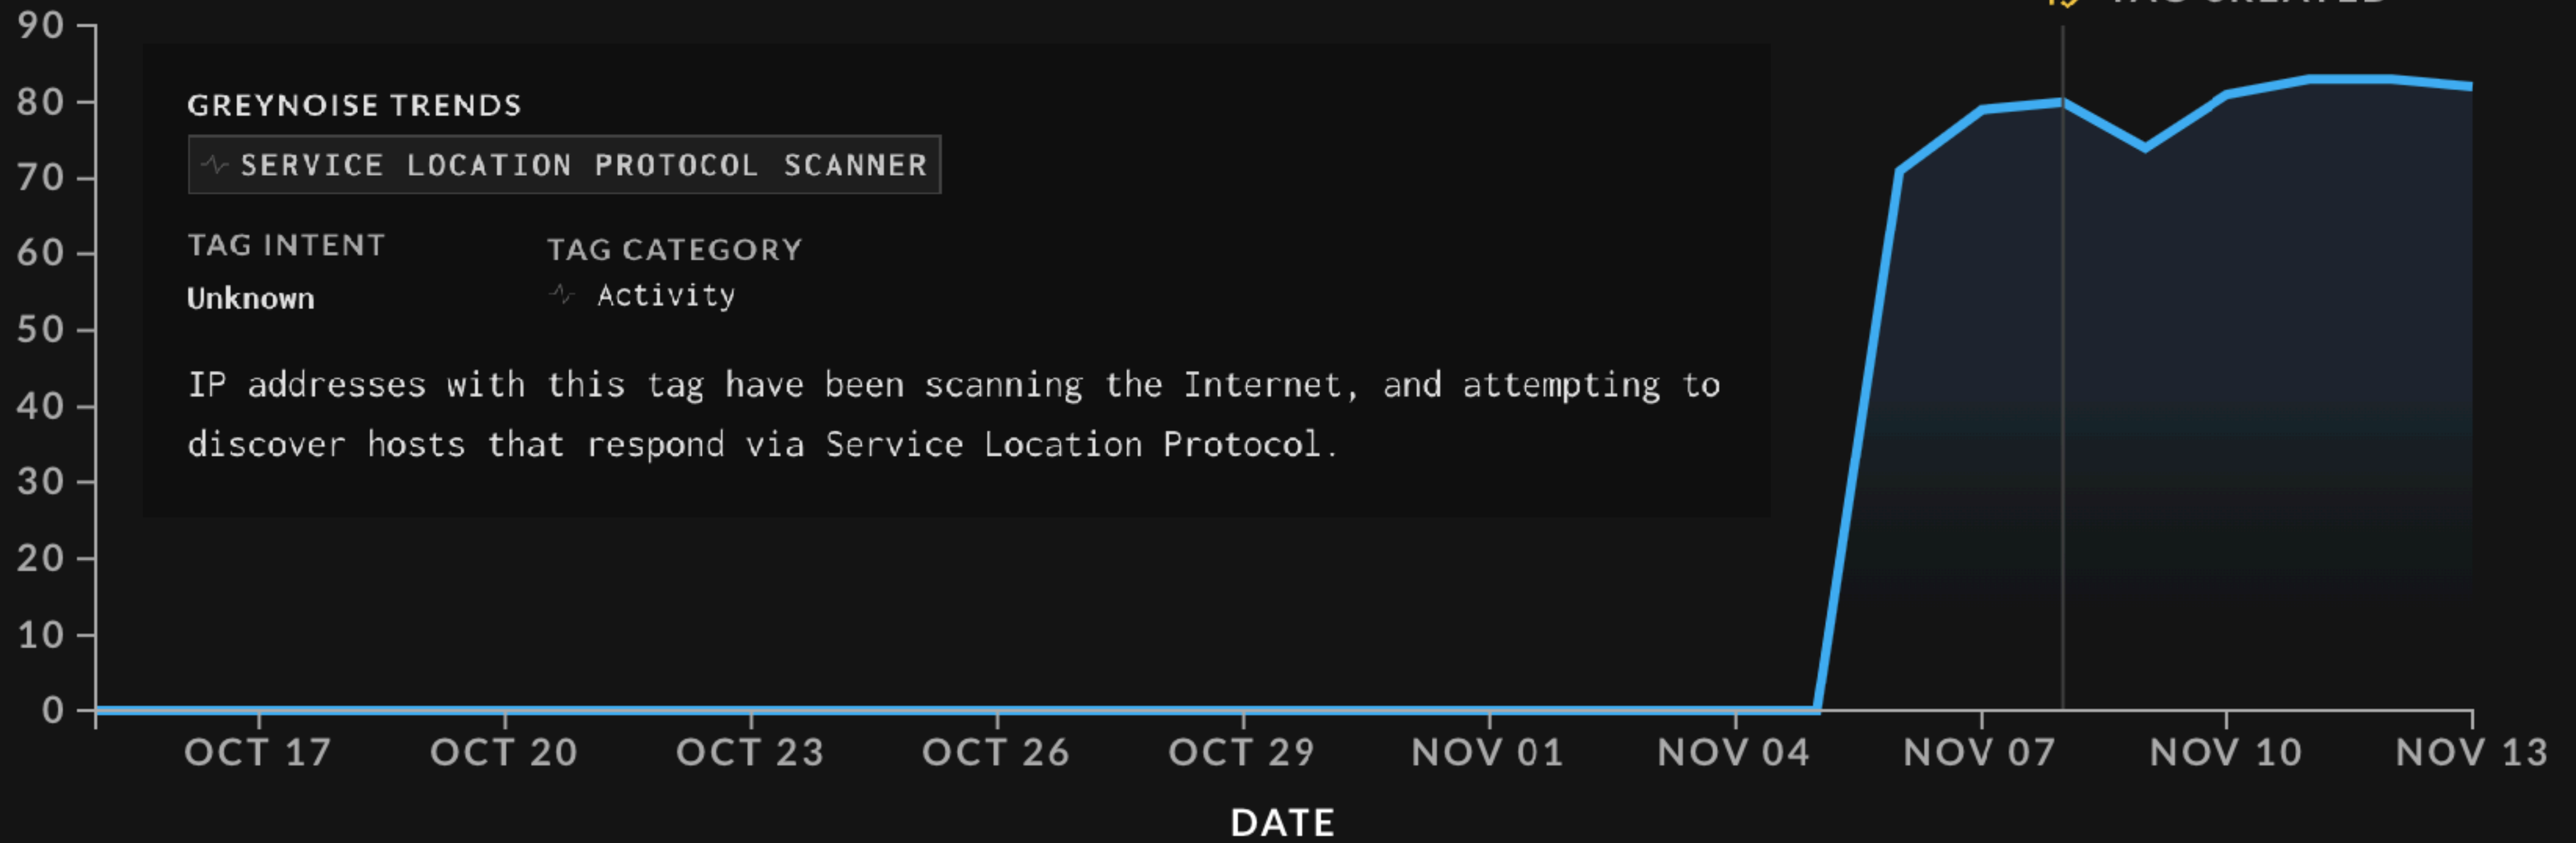 TAG CREATED
90
GREYNOISE TRENDS
80
SERVICE LOCATION PROTOCOL SCANNER
70
TAG INTENT TAG CATEGORY
60
Unknown Activity
50
IP addresses with this tag have been scanning the Internet, and attempting to
40
discover hosts that respond via Service Location Protocol.
30
20
10
0
OCT 17 OCT 20 OCT 23 OCT 26 OCT 29 NOV 01 NOV 04 NOV 07 NOV 10 NOV 13
DATE